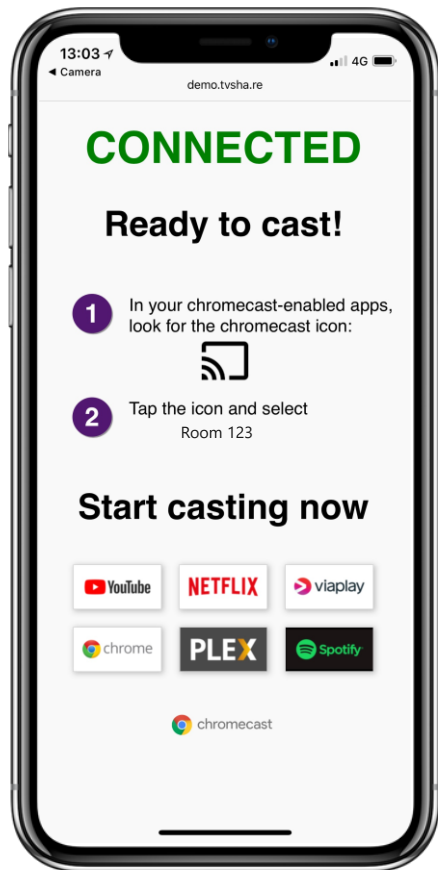 13:03
4G
◀ Camera
demo.tvsha.re
CONNECTED
Ready to cast!
1
In your chromecast-enabled apps,
look for the chromecast icon:
2
Tap the icon and select
Room 123
Start casting now
YouTube
NETFLIX
viaplay
chrome
PLEX
Spotify
chromecast